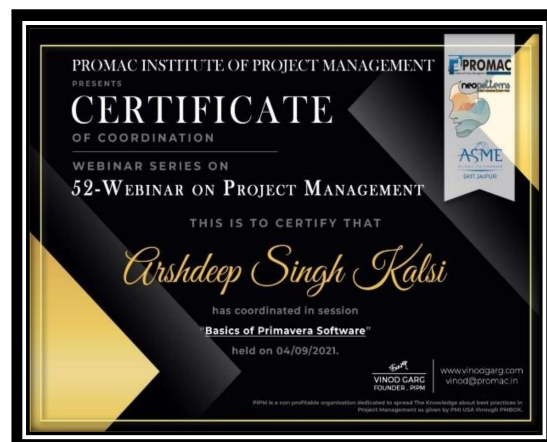 PROMAC INSTITUTE OF PROJECT MANAGEMENT
PRESENTS
CERTIFICATE
OF COORDINATION
WEBINAR SERIES ON
52-WEBINAR ON PROJECT MANAGEMENT
PROMAC
neopatterns
ASME
SKIT JAIPUR
THIS IS TO CERTIFY THAT
Arshdeep Singh Kalsi
has coordinated in session
"Basics of Primavera Software"
held on 04/09/2021.
VINOD GARG
FOUNDER, PIPM
www.vinodgarg.com
vinod@promac.in
PIPM is a non profitable organisation dedicated to spread The Knowledge about best practices in
Project Management as given by PMI USA through PMBOK.